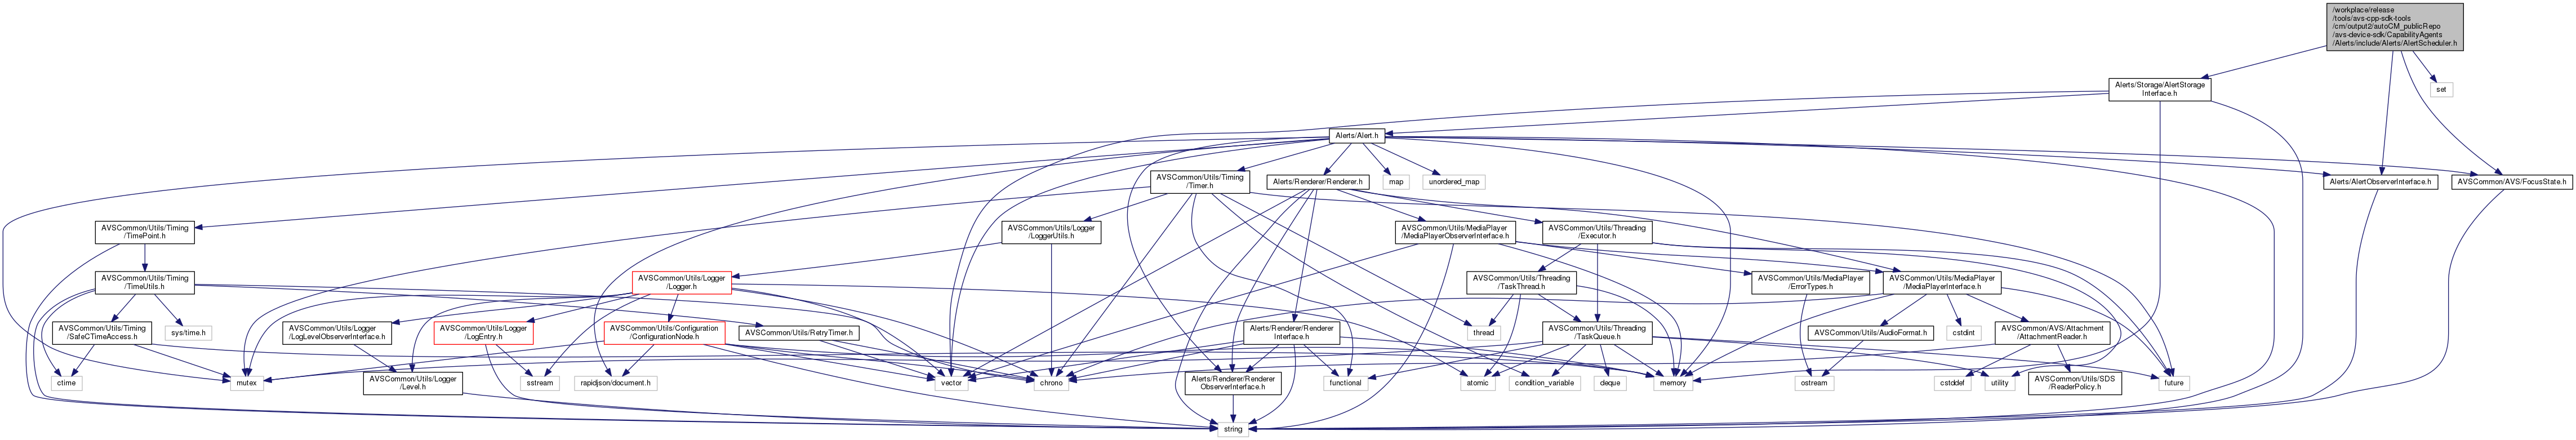 /workplace/release
/tools/avs-cpp-sdk-tools
/cm/output2/autoCM_publicRepo
/avs-device-sdk/CapabilityAgents
/Alerts/include/Alerts/AlertScheduler.h
Alerts/Storage/AlertStorage
Interface.h
set
Alerts/Alert.h
AVSCommon/Utils/Timing
/Timer.h
Alerts/Renderer/Renderer.h
map
unordered_map
Alerts/AlertObserverInterface.h
AVSCommon/AVS/FocusState.h
AVSCommon/Utils/Timing
/TimePoint.h
AVSCommon/Utils/Logger
/LoggerUtils.h
AVSCommon/Utils/MediaPlayer
/MediaPlayerObserverInterface.h
AVSCommon/Utils/Threading
/Executor.h
AVSCommon/Utils/Timing
/TimeUtils.h
AVSCommon/Utils/Logger
/Logger.h
AVSCommon/Utils/Threading
/TaskThread.h
AVSCommon/Utils/MediaPlayer
/ErrorTypes.h
AVSCommon/Utils/MediaPlayer
/MediaPlayerInterface.h
AVSCommon/Utils/Timing
/SafeCTimeAccess.h
sys/time.h
AVSCommon/Utils/Logger
/LogLevelObserverInterface.h
AVSCommon/Utils/Logger
/LogEntry.h
AVSCommon/Utils/Configuration
/ConfigurationNode.h
AVSCommon/Utils/RetryTimer.h
Alerts/Renderer/Renderer
Interface.h
thread
AVSCommon/Utils/Threading
/TaskQueue.h
AVSCommon/Utils/AudioFormat.h
cstdint
AVSCommon/AVS/Attachment
/AttachmentReader.h
ctime
mutex
AVSCommon/Utils/Logger
/Level.h
sstream
rapidjson/document.h
vector
chrono
Alerts/Renderer/Renderer
ObserverInterface.h
functional
atomic
condition_variable
deque
memory
ostream
cstddef
utility
AVSCommon/Utils/SDS
/ReaderPolicy.h
future
string